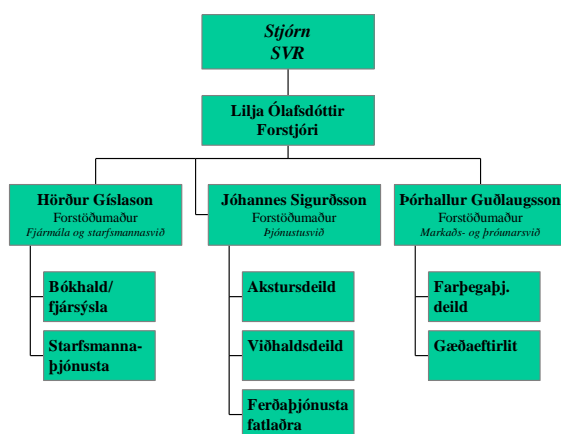 Stjórn
SVR
Lilja Ólafsdóttir
Forstjóri
Hörður Gíslason
Forstöðumaður
Fjármála og starfsmannasvið
Jóhannes Sigurðsson
Forstöðumaður
Þjónustusvið
Þórhallur Guðlaugsson
Forstöðumaður
Markaðs- og þróunarsvið
Bókhald/
fjársýsla
Starfsmanna-
þjónusta
Akstursdeild
Viðhaldsdeild
Ferðaþjónusta
fatlaðra
Farþegaþj.
deild
Gæðaeftirlit